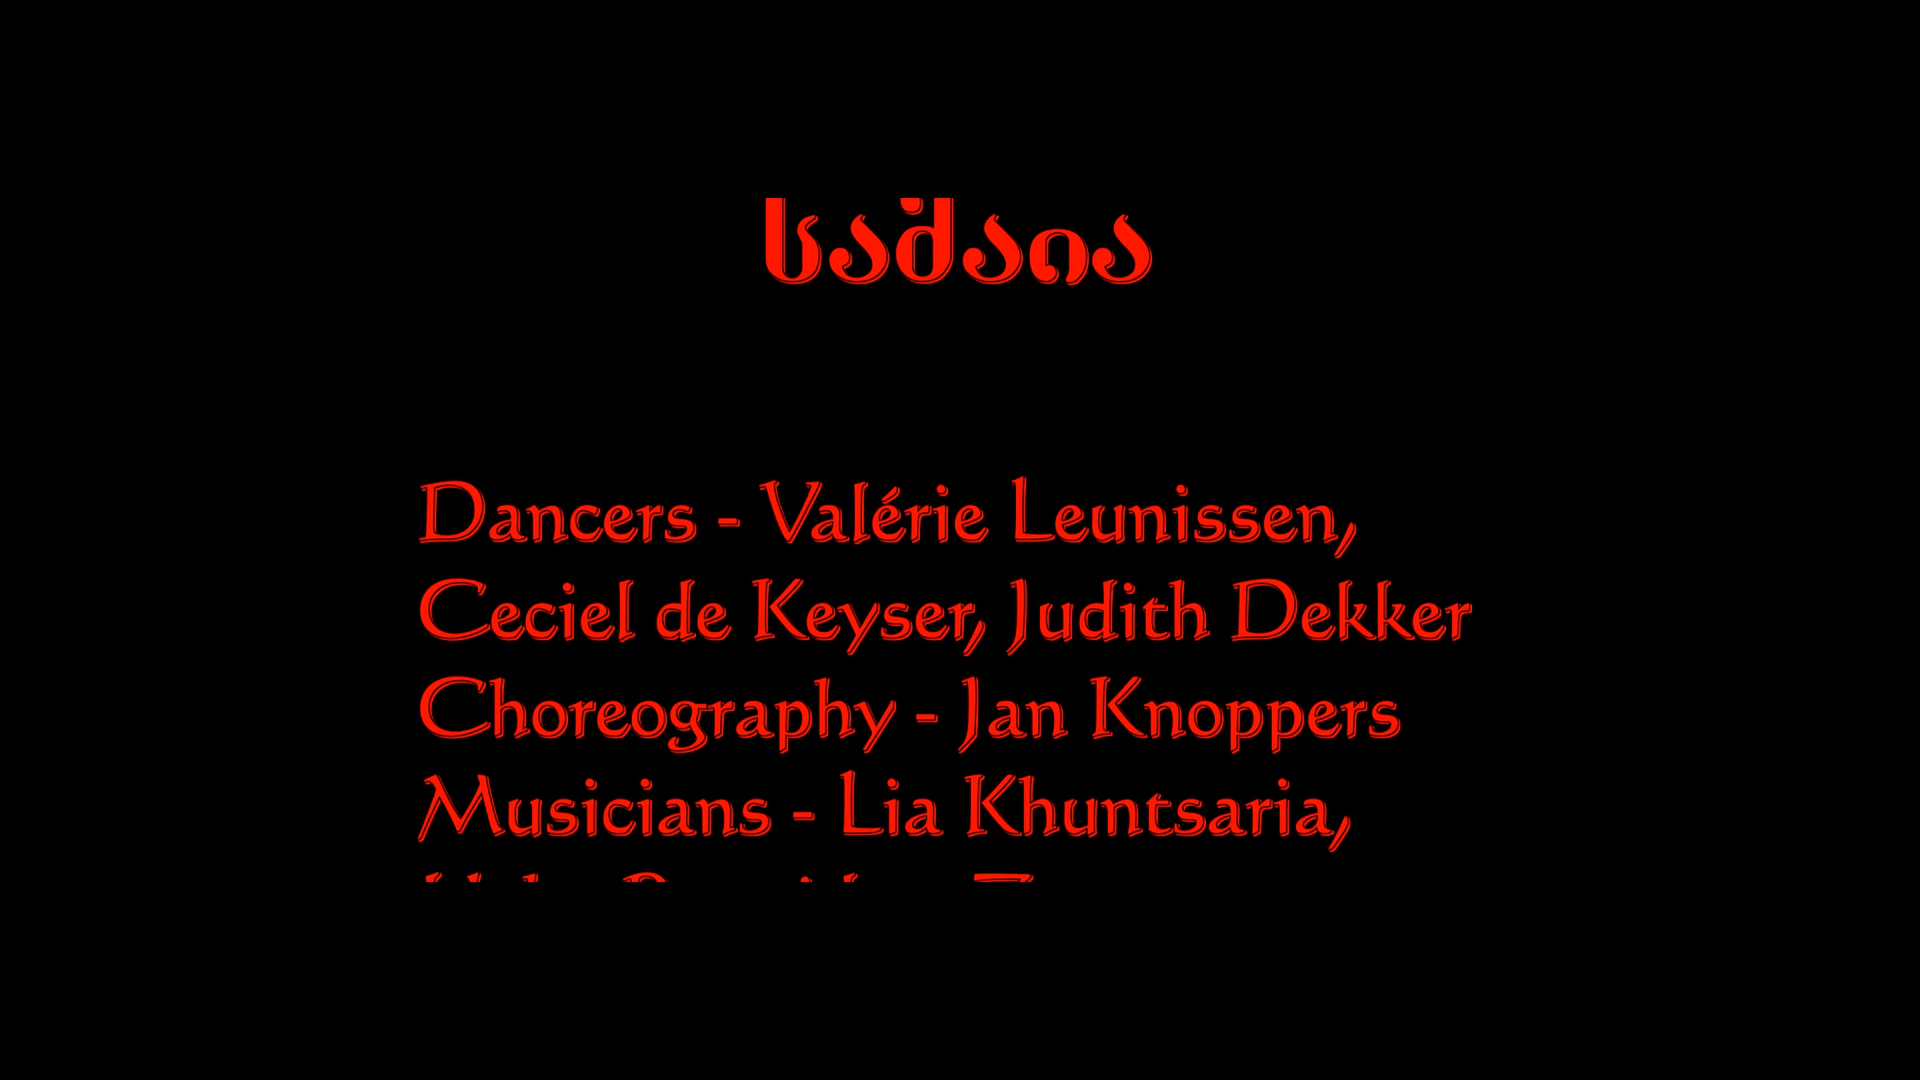 სამაია
Dancers - Valérie Leunissen,
Ceciel de Keyser, Judith Dekker
Choreography - Jan Knoppers
Musicians - Lia Khuntsaria,